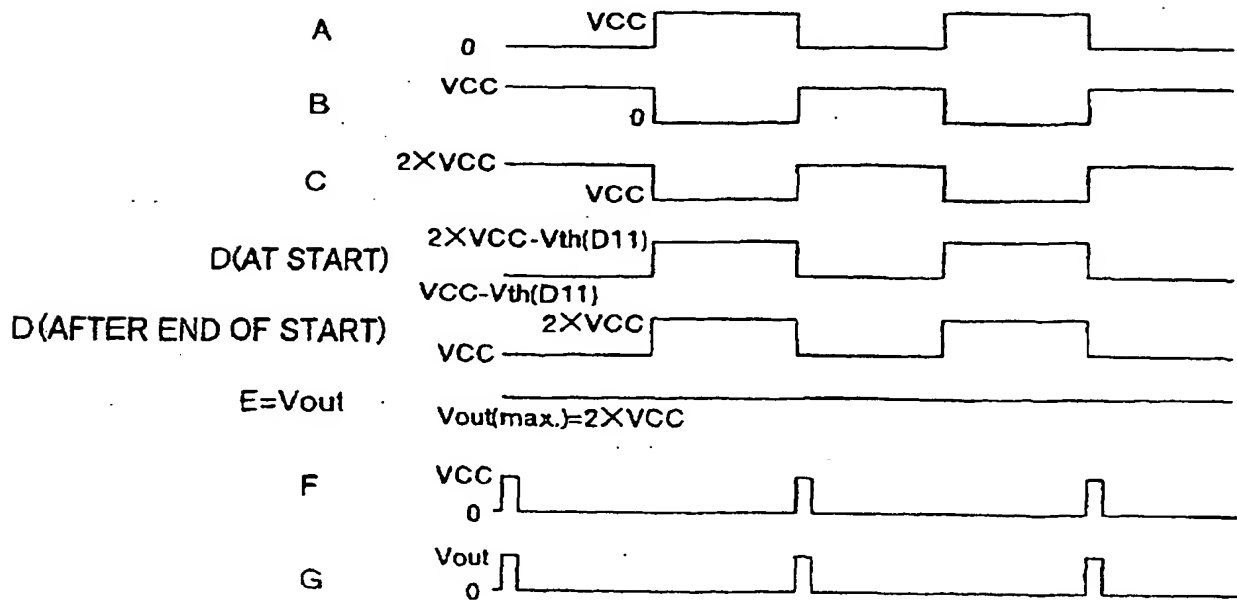 A
VCC
0
B
VCC
0
C
2×VCC
VCC
D(AT START)
2×VCC-Vth(D11)
VCC-Vth(D11)
D(AFTER END OF START)
2×VCC
VCC
E=Vout
Vout(max.)=2×VCC
F
VCC
0
G
Vout
0